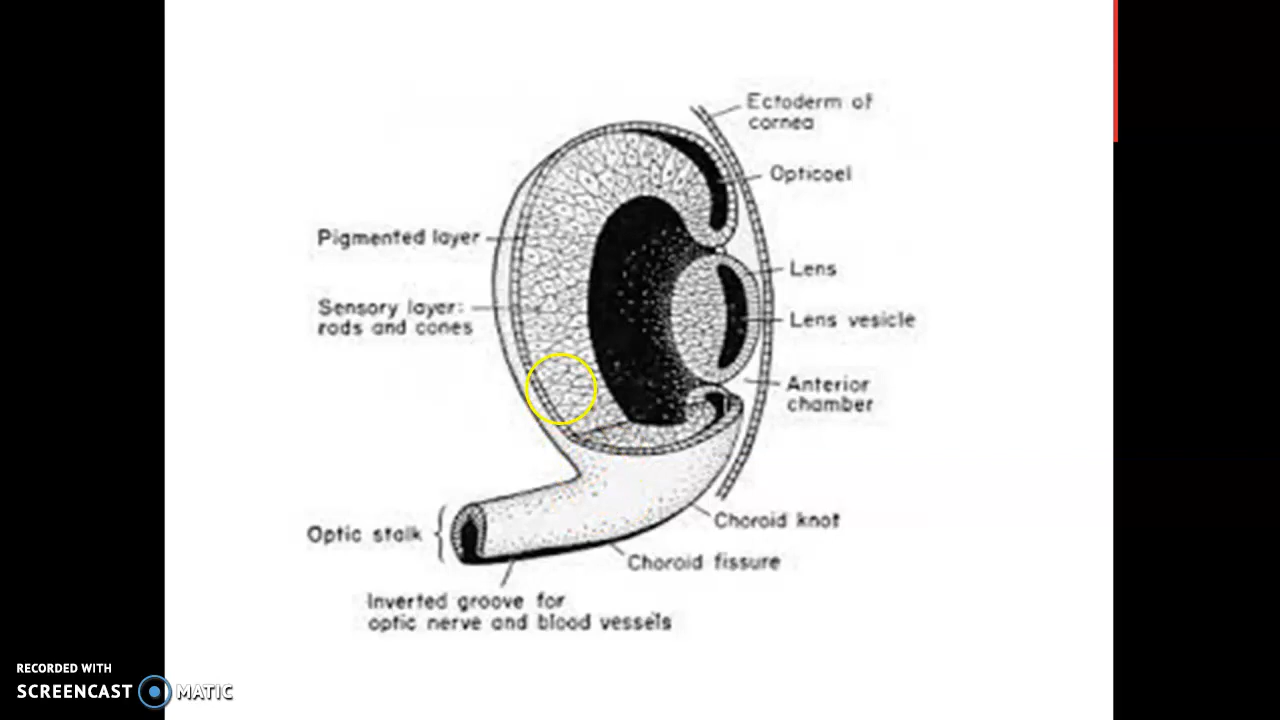 Ectoderm of
cornea
Opticoel
Pigmented layer
Lens
Sensory layer:
rods and cones
Lens vesicle
Anterior
chamber
Choroid knot
Optic stalk
Choroid fissure
Inverted groove for
optic nerve and blood vessels
RECORDED WITH
SCREENCAST MATIC